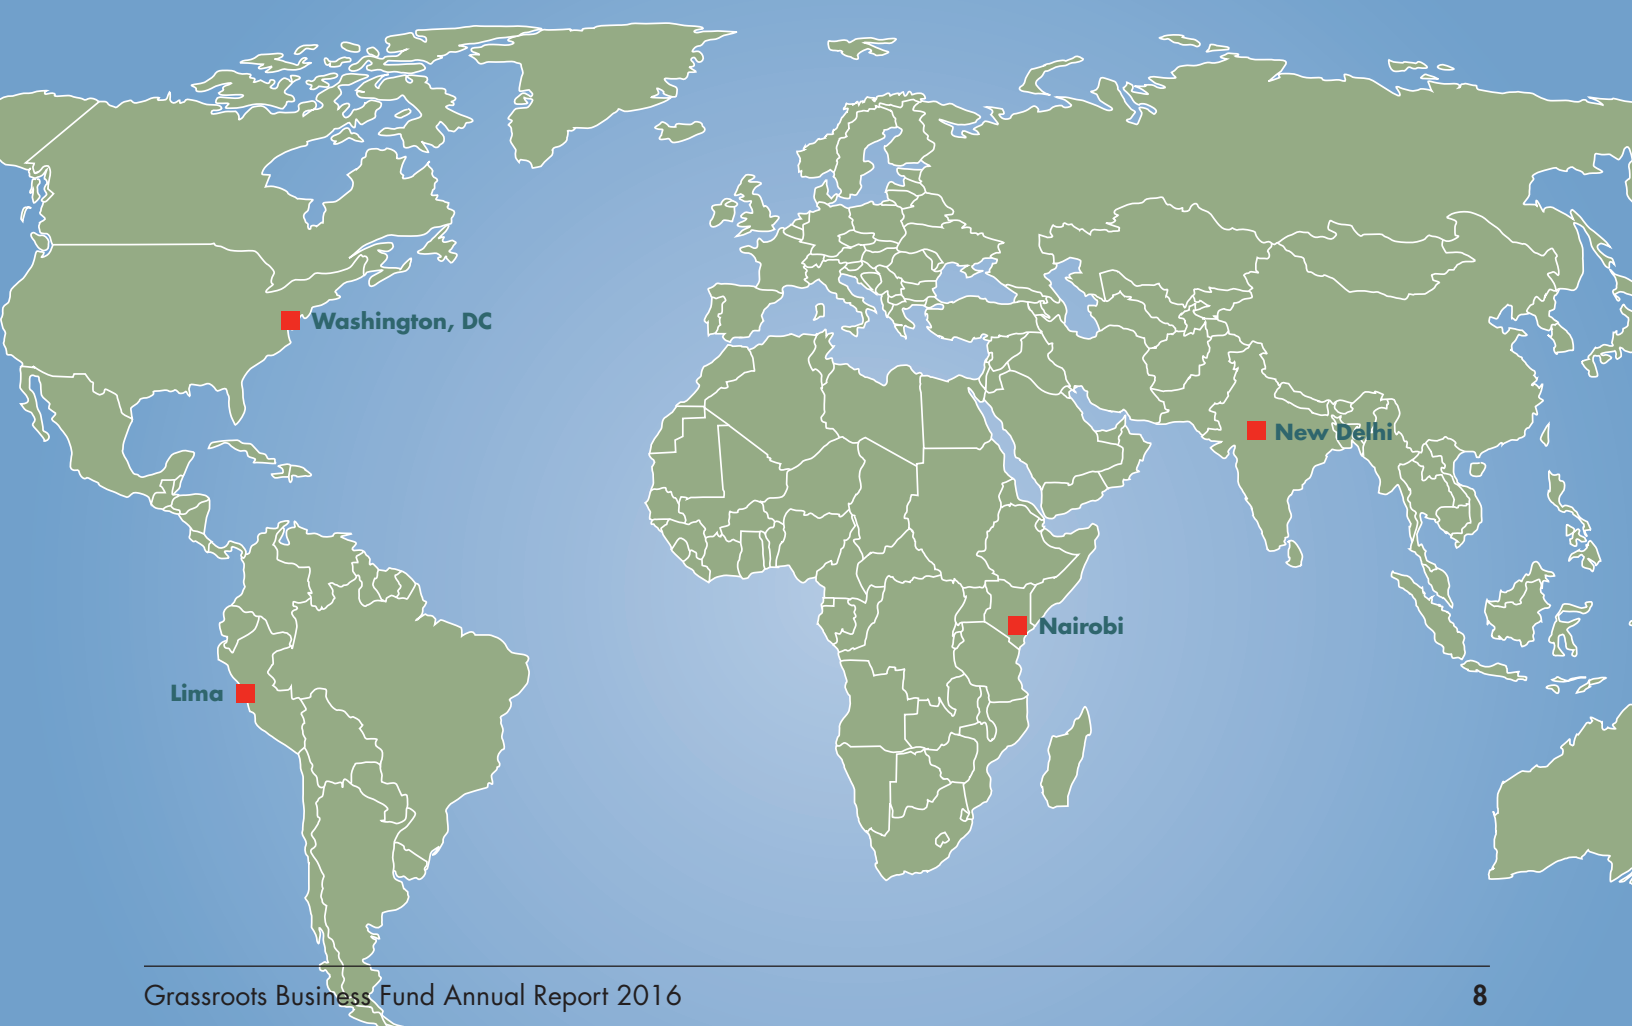 Washington, DC
New Delhi
Nairobi
Lima
Grassroots Business Fund Annual Report 2016
8